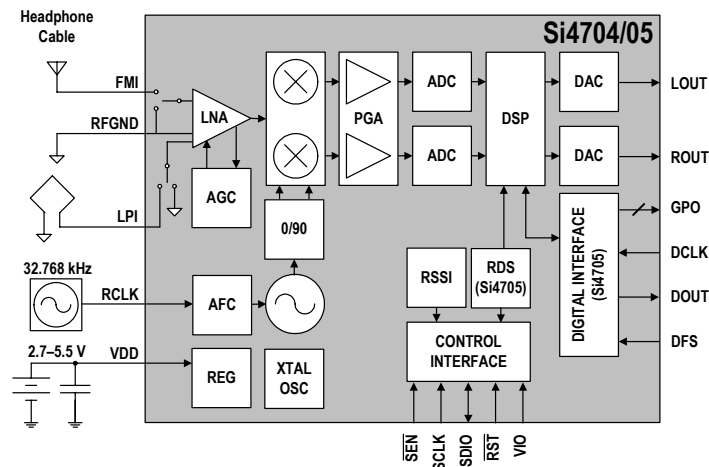 Headphone
Cable
Si4704/05
FMI
RFGND
LPI
LNA
AGC
0/90
PGA
ADC
ADC
DSP
DAC
DAC
LOUT
ROUT
GPO
DCLK
DOUT
DFS
DIGITAL INTERFACE
(Si4705)
32.768 kHz
RCLK
AFC
RSSI
RDS
(Si4705)
CONTROL
INTERFACE
2.7–5.5 V
VDD
REG
XTAL
OSC
SEN
SCLK
SDIO
RST
VIO